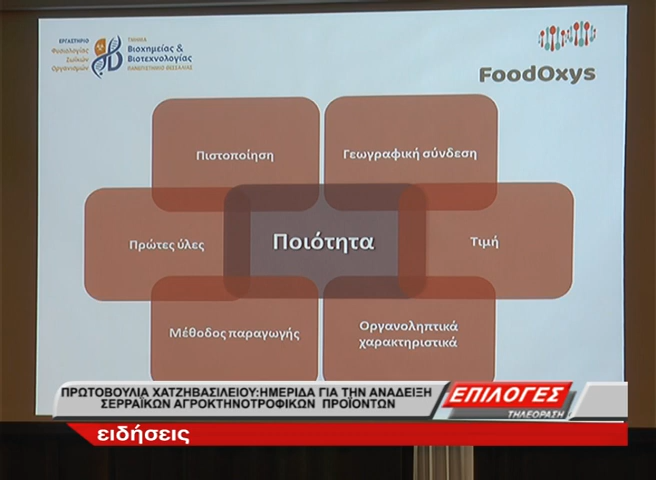 ΕΡΓΑΣΤΗΡΙΟ
Φυσιολογίας
Ζωικών
Οργανισμών
ΤΜΗΜΑ
Βιοχημείας &
Βιοτεχνολογίας
ΠΑΝΕΠΙΣΤΗΜΙΟ ΘΕΣΣΑΛΙΑΣ
FoodOxys
Πιστοποίηση
Γεωγραφική σύνδεση
Πρώτες ύλες
Ποιότητα
Τιμή
Μέθοδος παραγωγής
Οργανοληπτικά
χαρακτηριστικά
ΠΡΩΤΟΒΟΥΛΙΑ ΧΑΤΖΗΒΑΣΙΛΕΙΟΥ:ΗΜΕΡΙΔΑ ΓΙΑ ΤΗΝ ΑΝΑΔΕΙΞΗ
ΣΕΡΡΑΪΚΩΝ ΑΓΡΟΚΤΗΝΟΤΡΟΦΙΚΩΝ ΠΡΟΪΟΝΤΩΝ
ΕΠΙΛΟΓΕΣ
ΤΗΛΕΟΡΑΣΗ
ειδήσεις